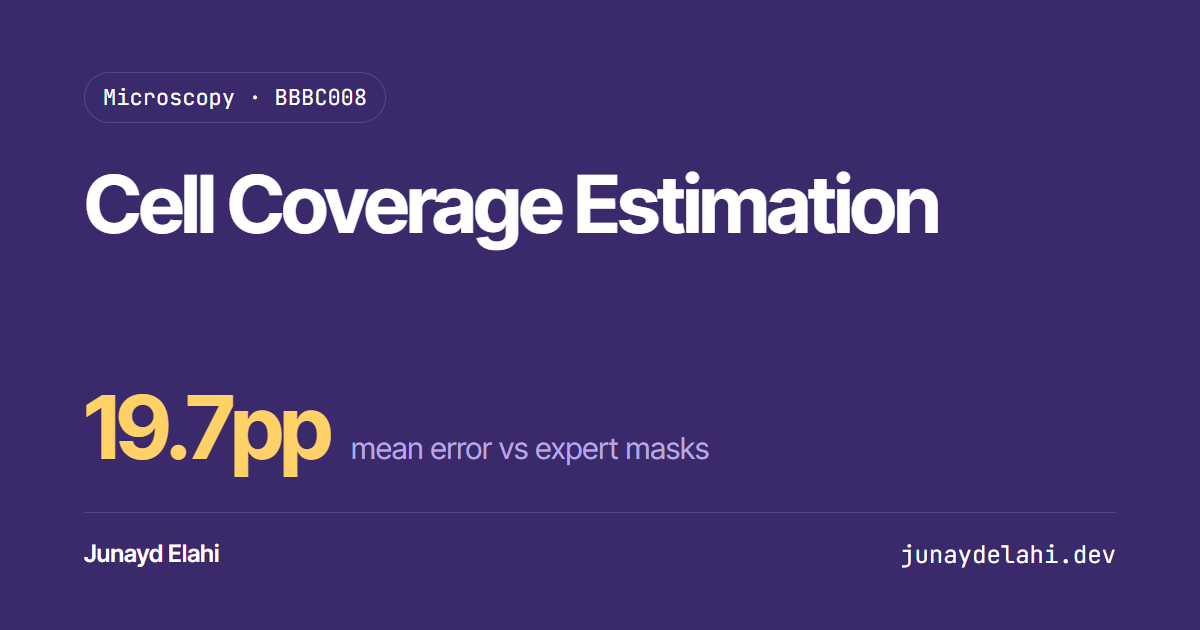 Microscopy · BBBC008
Cell Coverage Estimation
19.7pp mean error vs expert masks
Junayd Elahi
junaydelahi.dev